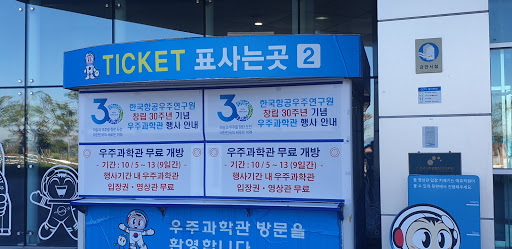 TICKET 표사는곳 2
30
한국항공우주연구원
창립 30주년 기념
우주과학관 행사 안내
우주과학관 무료 개방
- 기간 : 10 / 5 ~ 13 (9일간) -
행사기간 내 우주과학관
입장권 · 영상관 무료
30
한국항공우주연구원
창립 30주년 기념
우주과학관 행사 안내
우주과학관 무료 개방
- 기간 : 10 / 5 ~ 13 (9일간) -
행사기간 내 우주과학관
입장권 · 영상관 무료
우주과학관 방문을
환영합니다
금연시설